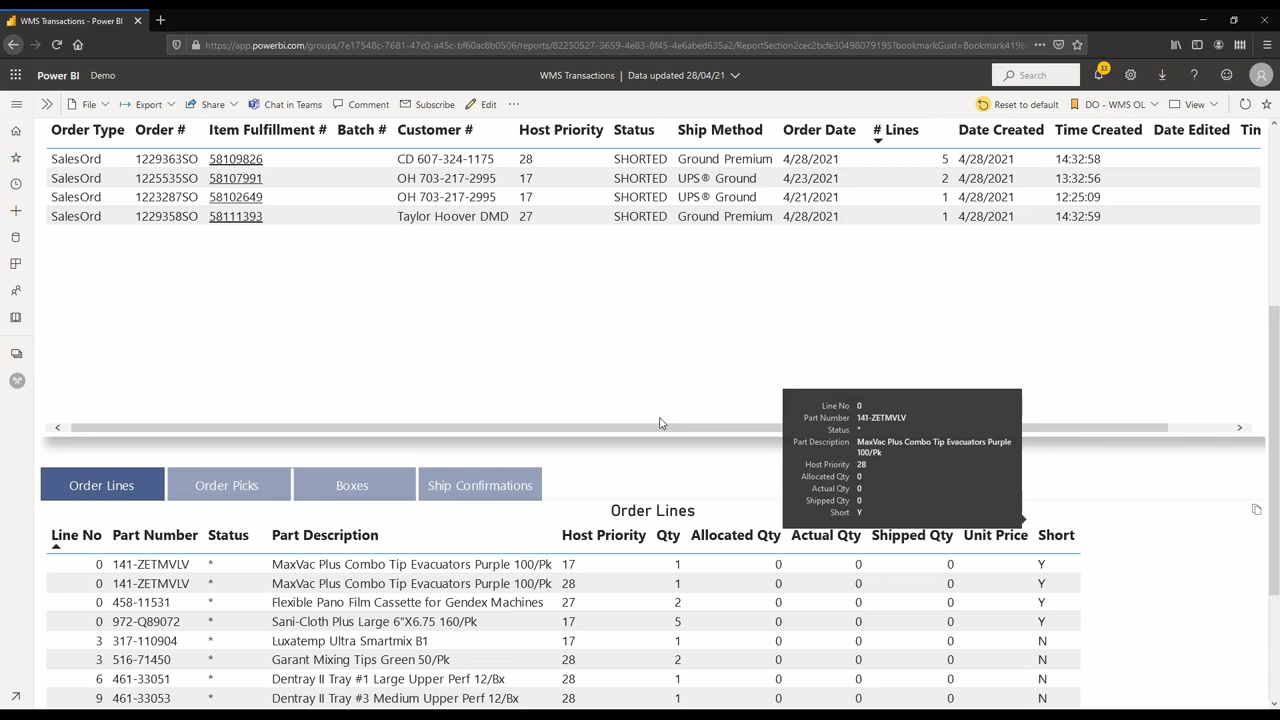 WMS Transactions - Power BI
https://app.powerbi.com/groups/7e17548c-7681-47c0-a45c-bf60ac8b0506/reports/82250527-3659-4e83-8f45-4e6abed635a2/ReportSection2cec2bcfe30498079195?bookmarkGuid=Bookmark419b
Power BI Demo WMS Transactions | Data updated 28/04/21 Search 33
File Export Share Chat in Teams Comment Subscribe Edit Reset to default DO - WMS OL View
Order Type Order # Item Fulfillment # Batch # Customer # Host Priority Status Ship Method Order Date # Lines Date Created Time Created Date Edited Tin
SalesOrd 1229363SO 58109826 CD 607-324-1175 28 SHORTED Ground Premium 4/28/2021 5 4/28/2021 14:32:58
SalesOrd 1225535SO 58107991 OH 703-217-2995 17 SHORTED UPS® Ground 4/23/2021 2 4/28/2021 13:32:56
SalesOrd 1223287SO 58102649 OH 703-217-2995 17 SHORTED UPS® Ground 4/21/2021 1 4/28/2021 12:25:09
SalesOrd 1229358SO 58111393 Taylor Hoover DMD 27 SHORTED Ground Premium 4/28/2021 1 4/28/2021 14:32:59
Line No 0
Part Number 141-ZETMVLV
Status *
Part Description MaxVac Plus Combo Tip Evacuators Purple
100/Pk
Host Priority 28
Allocated Qty 0
Actual Qty 0
Shipped Qty 0
Short Y
Order Lines Order Picks Boxes Ship Confirmations
Order Lines
Line No Part Number Status Part Description Host Priority Qty Allocated Qty Actual Qty Shipped Qty Unit Price Short
0 141-ZETMVLV * MaxVac Plus Combo Tip Evacuators Purple 100/Pk 17 1 0 0 0 Y
0 141-ZETMVLV * MaxVac Plus Combo Tip Evacuators Purple 100/Pk 28 1 0 0 0 Y
0 458-11531 * Flexible Pano Film Cassette for Gendex Machines 27 2 0 0 0 Y
0 972-Q89072 * Sani-Cloth Plus Large 6"X6.75 160/Pk 17 5 0 0 0 Y
3 317-110904 * Luxatemp Ultra Smartmix B1 17 1 0 0 0 N
3 516-71450 * Garant Mixing Tips Green 50/Pk 28 2 0 0 0 N
6 461-33051 * Dentray II Tray #1 Large Upper Perf 12/Bx 28 1 0 0 0 N
9 461-33053 * Dentray II Tray #3 Medium Upper Perf 12/Bx 28 1 0 0 0 N